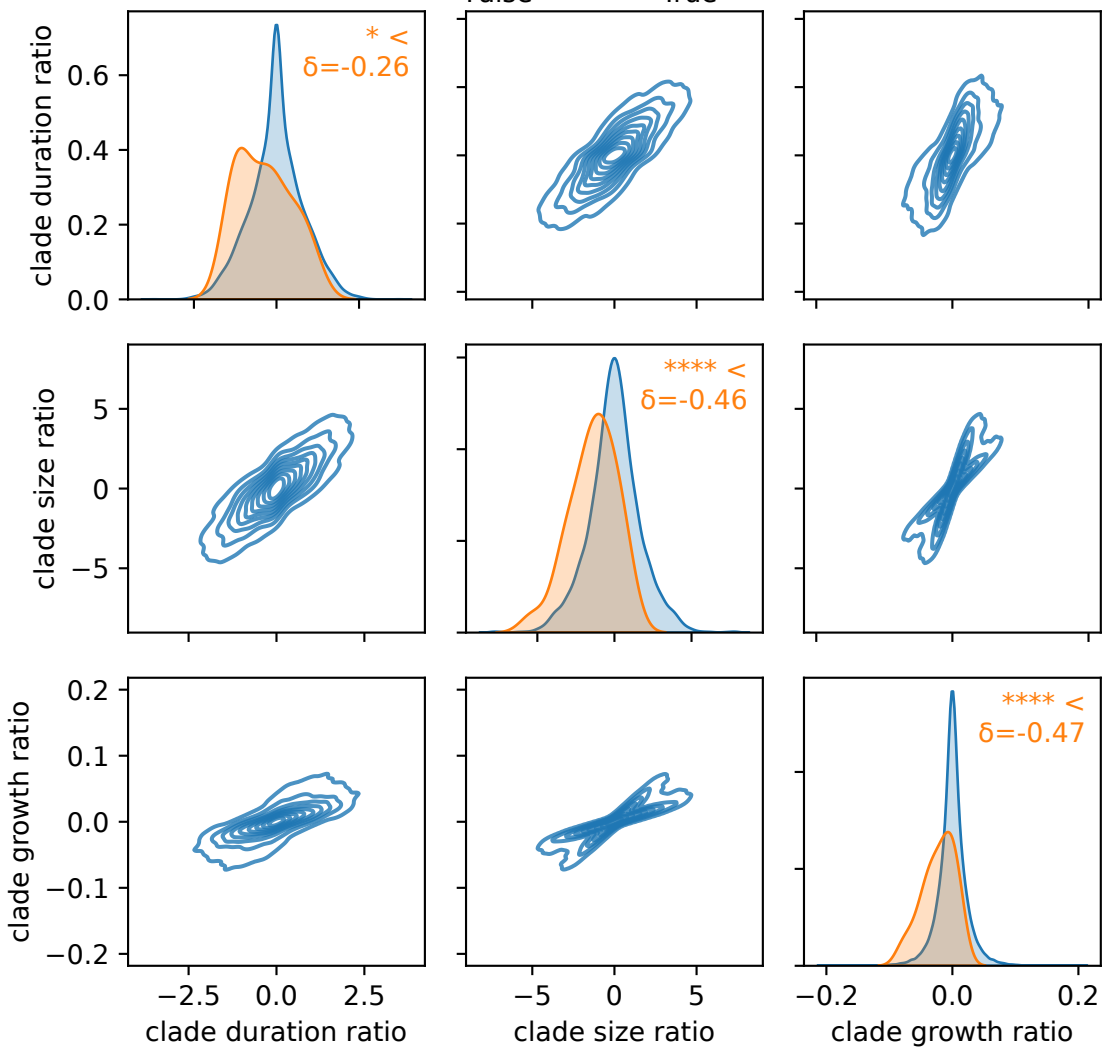 clade duration ratio
0.6
0.4
0.2
0.0
* <
δ=-0.26
clade size ratio
5
0
−5
**** <
δ=-0.46
clade growth ratio
0.2
0.1
0.0
−0.1
−0.2
**** <
δ=-0.47
−2.5
0.0
2.5
−5
0
5
−0.2
0.0
0.2
clade duration ratio
clade size ratio
clade growth ratio